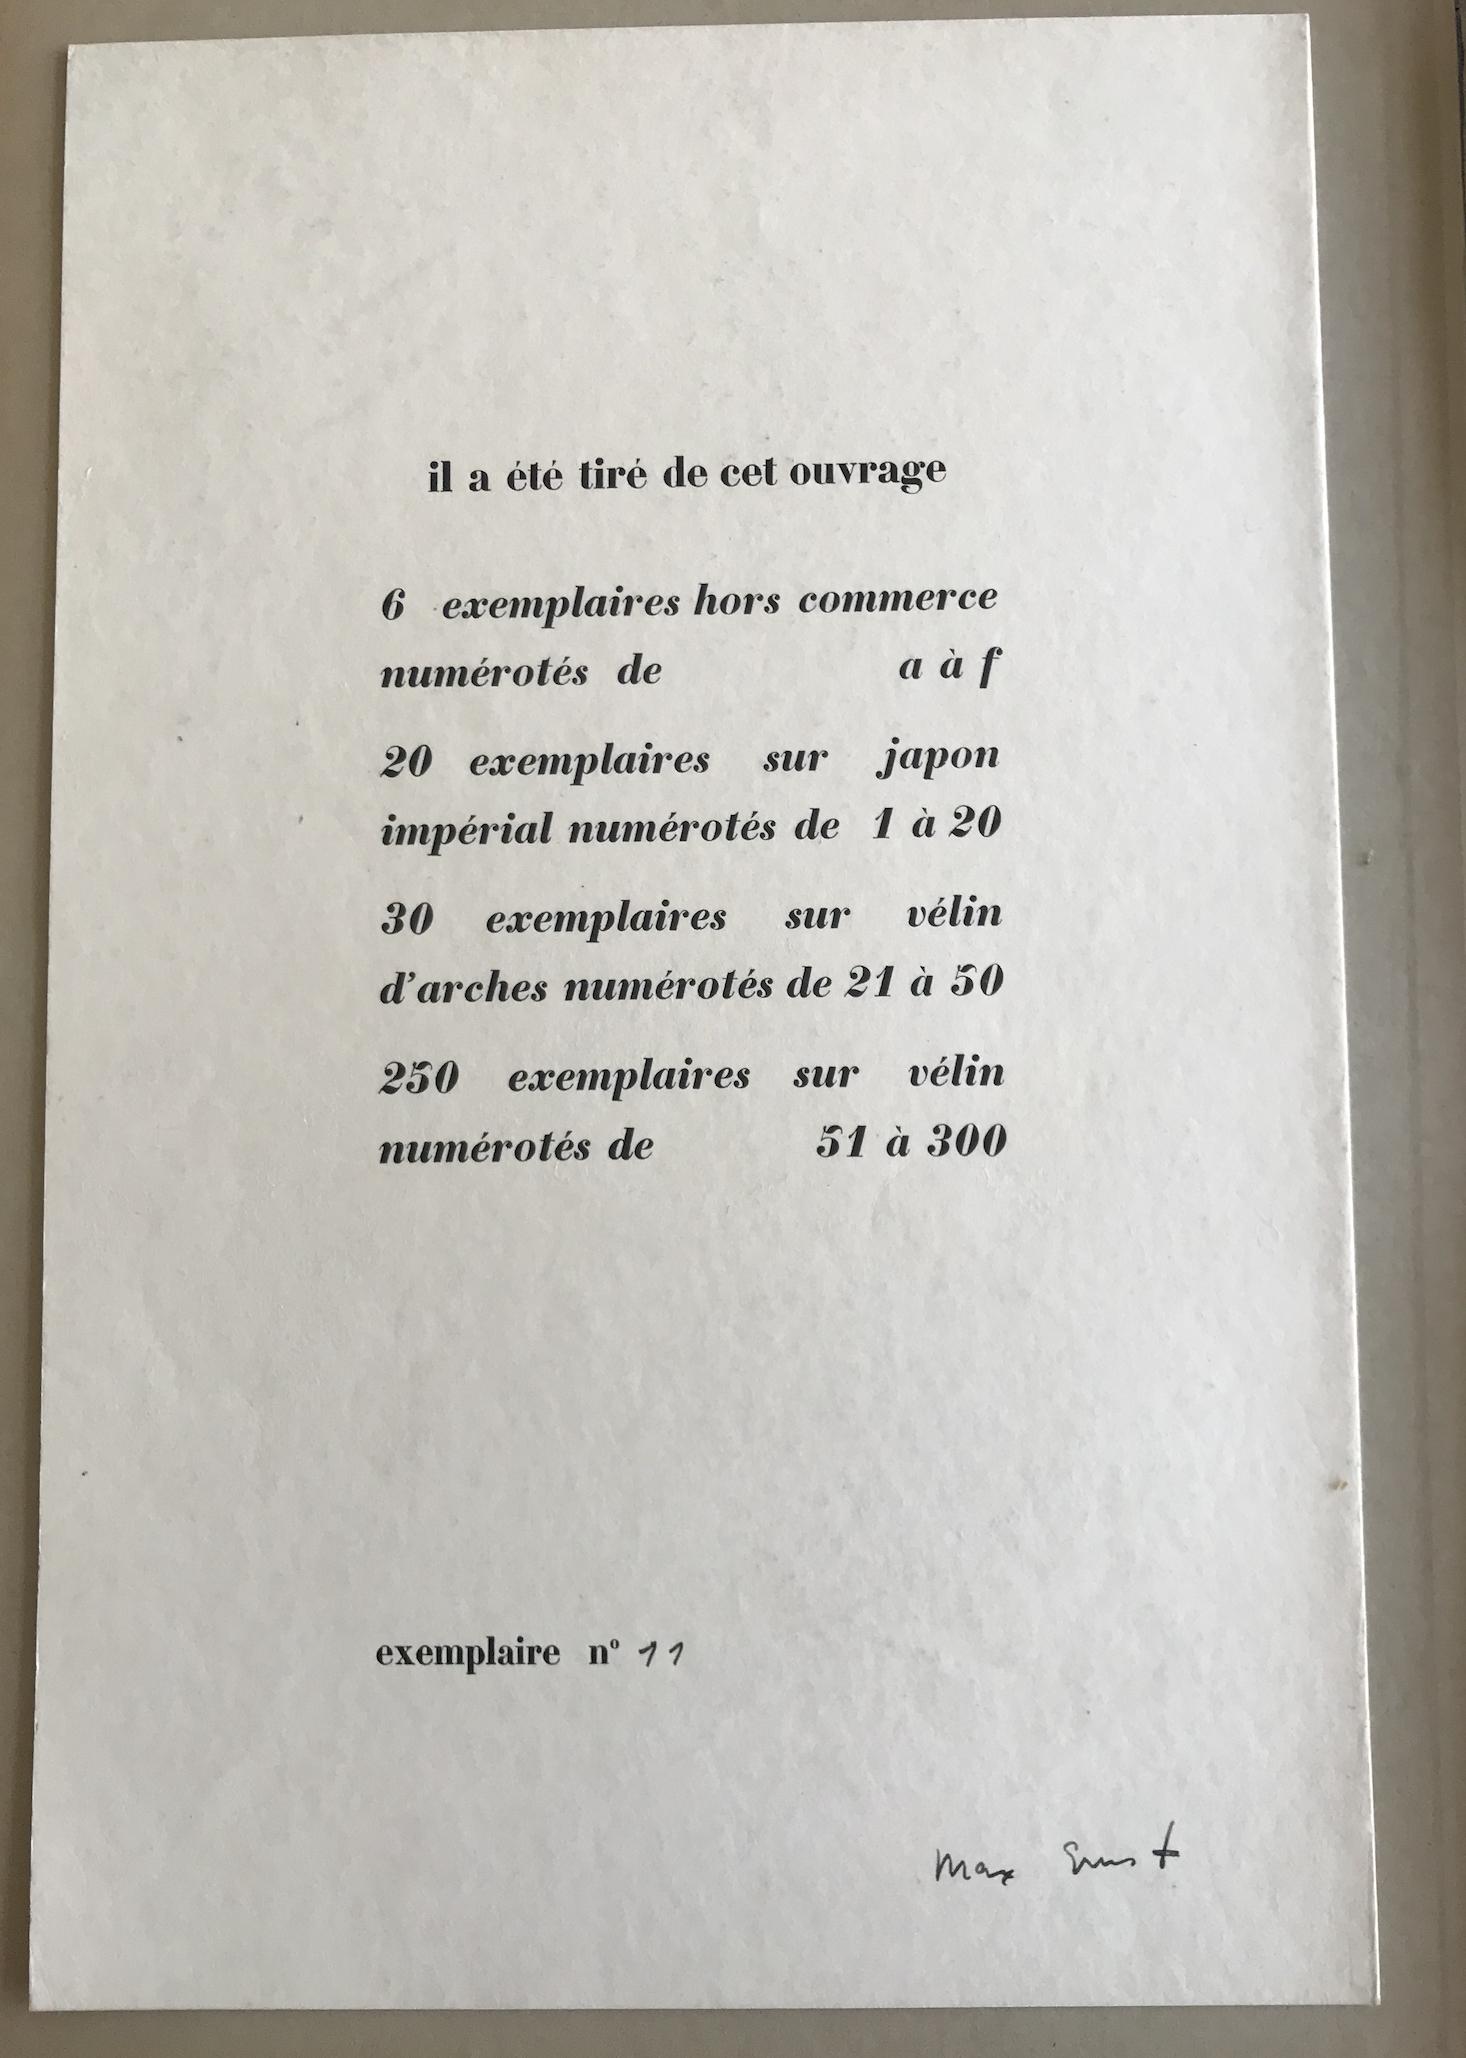 il a été tiré de cet ouvrage
6 exemplaires hors commerce
numérotés de a à f
20 exemplaires sur japon
impérial numérotés de 1 à 20
30 exemplaires sur vélin
d'arches numérotés de 21 à 50
250 exemplaires sur vélin
numérotés de 51 à 300
exemplaire nº 11
Max Ernst